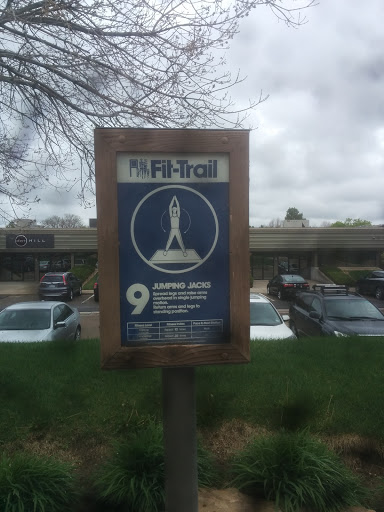 Fit-Trail
HILL
9 JUMPING JACKS
Spread legs and raise arms
overhead in single jumping
motion.
Return arms and legs to
standing position.